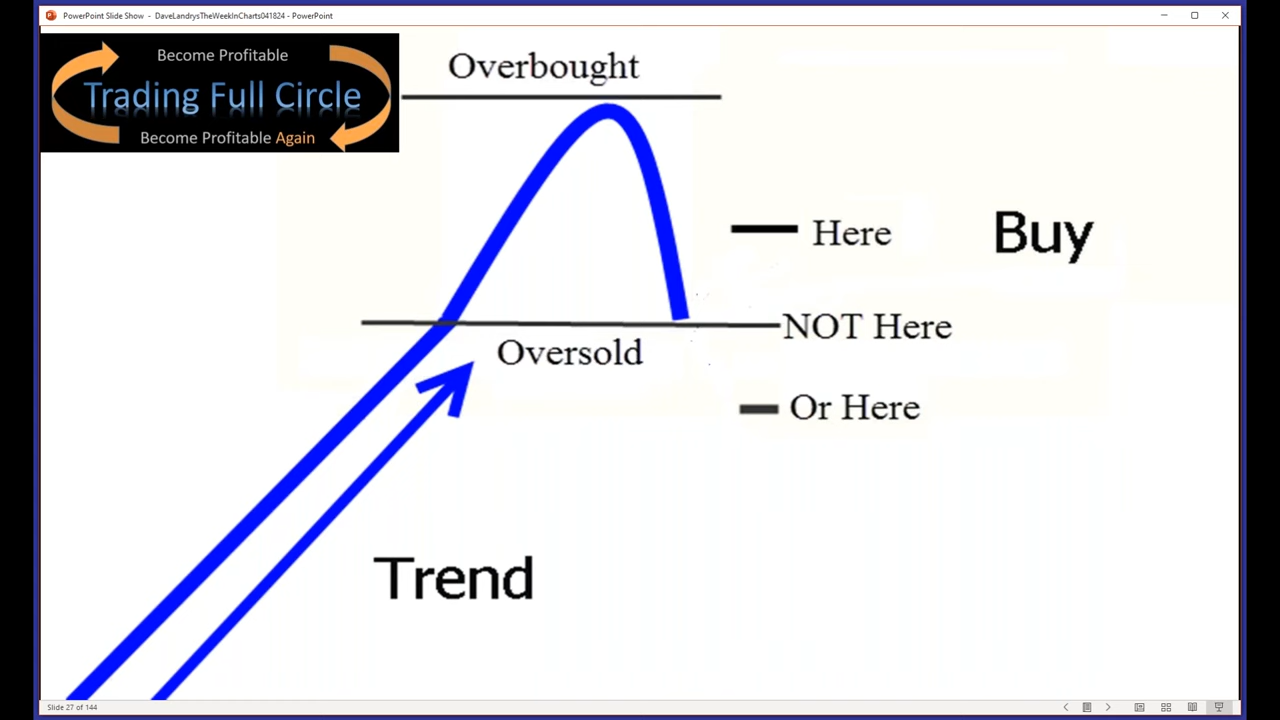 PowerPoint Slide Show - DaveLandrysTheWeekInCharts041824 - PowerPoint
Become Profitable
Trading Full Circle
Become Profitable Again
Overbought
Here
Buy
NOT Here
Oversold
Or Here
Trend
Slide 27 of 144